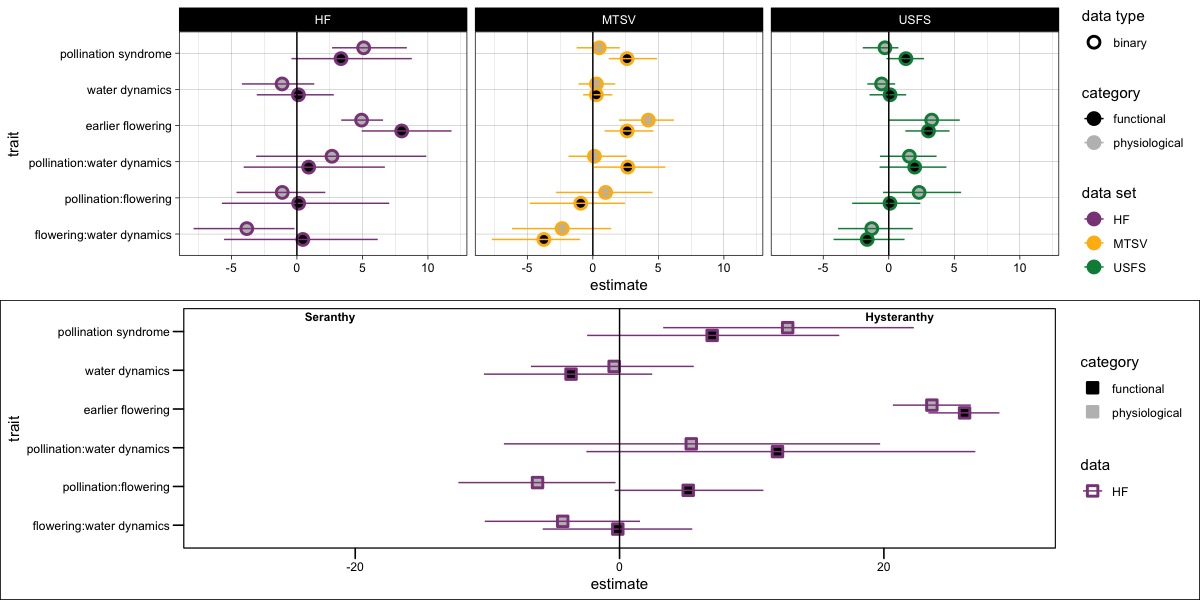 HF MTSV USFS
trait
pollination syndrome
water dynamics
earlier flowering
pollination:water dynamics
pollination:flowering
flowering:water dynamics
-5 0 5 10 -5 0 5 10 -5 0 5 10
estimate
data type
binary
category
functional
physiological
data set
HF
MTSV
USFS
Seranthy Hysteranthy
trait
pollination syndrome
water dynamics
earlier flowering
pollination:water dynamics
pollination:flowering
flowering:water dynamics
-20 0 20
estimate
category
functional
physiological
data
HF